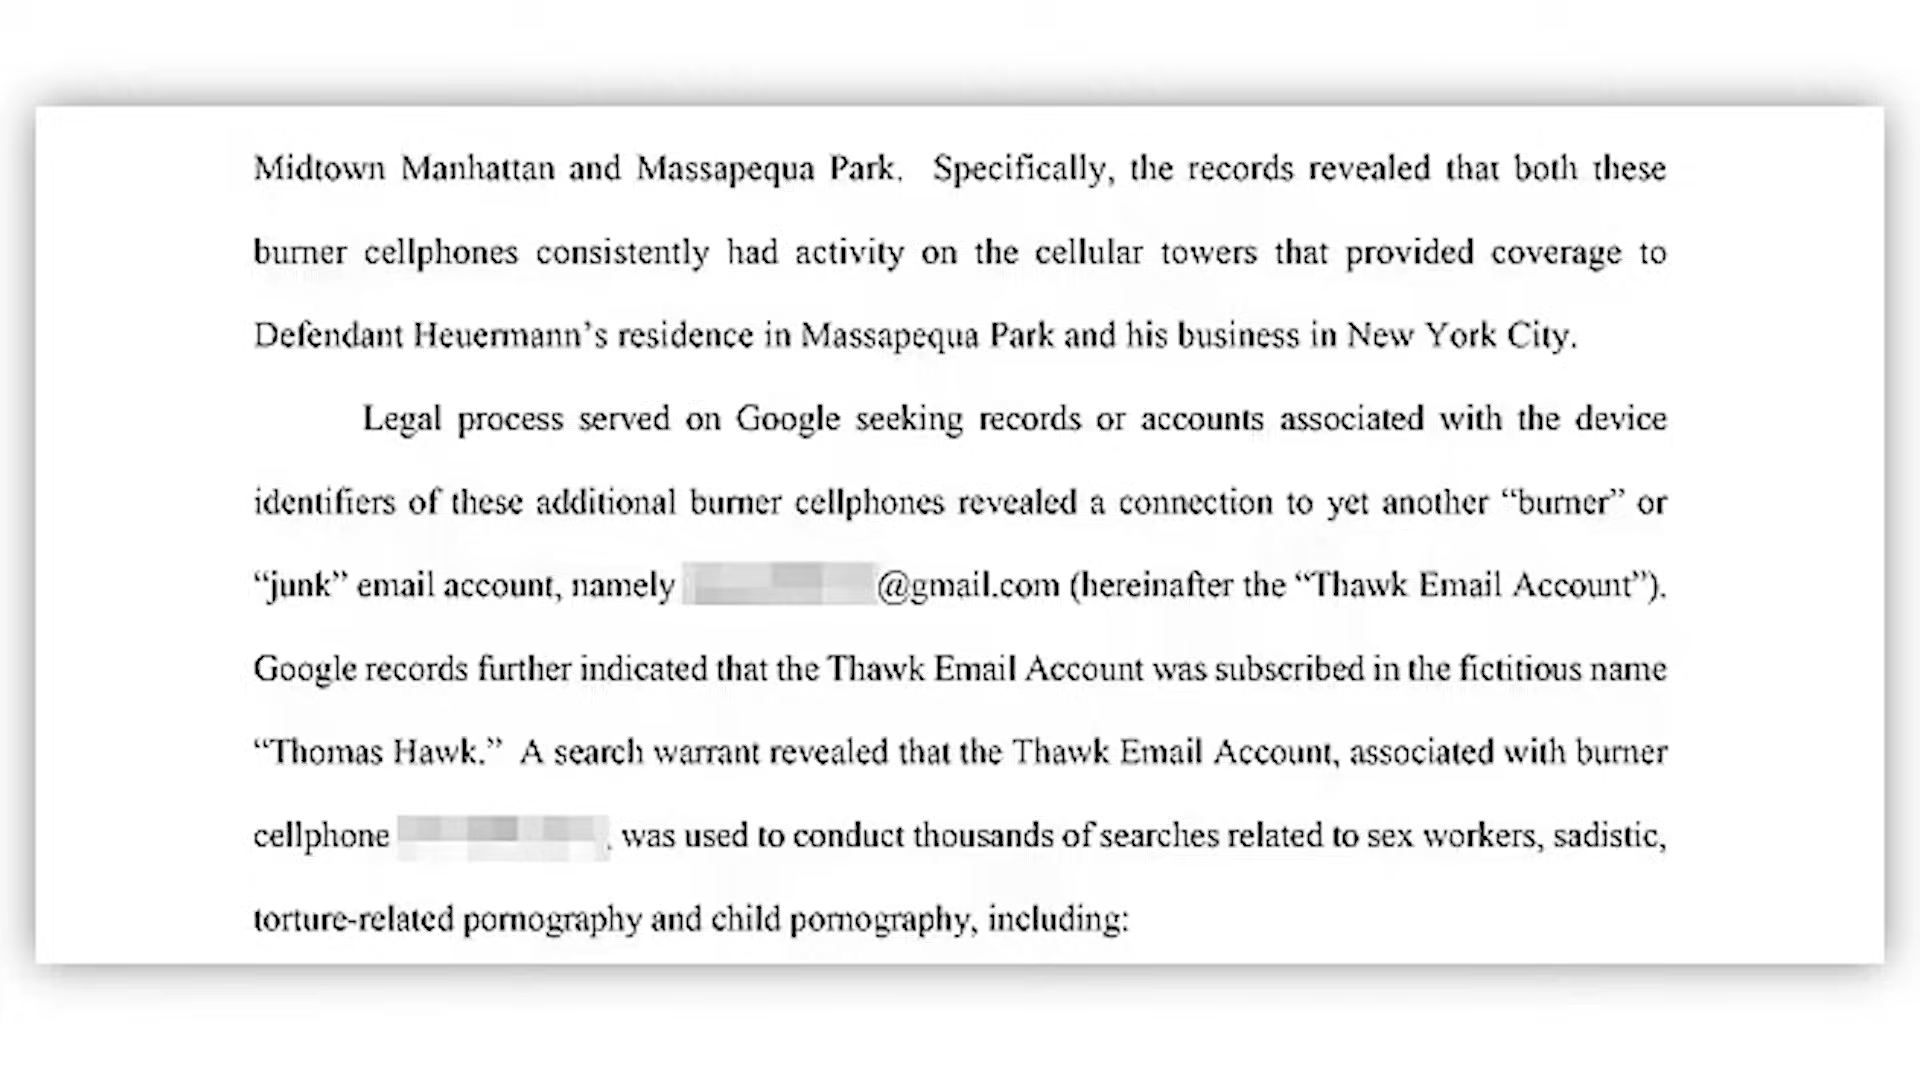 Midtown Manhattan and Massapequa Park. Specifically, the records revealed that both these
burner cellphones consistently had activity on the cellular towers that provided coverage to
Defendant Heuermann's residence in Massapequa Park and his business in New York City.
Legal process served on Google seeking records or accounts associated with the device
identifiers of these additional burner cellphones revealed a connection to yet another “burner” or
“junk” email account, namely @gmail.com (hereinafter the “Thawk Email Account”).
Google records further indicated that the Thawk Email Account was subscribed in the fictitious name
“Thomas Hawk.” A search warrant revealed that the Thawk Email Account, associated with burner
cellphone , was used to conduct thousands of searches related to sex workers, sadistic,
torture-related pornography and child pornography, including: